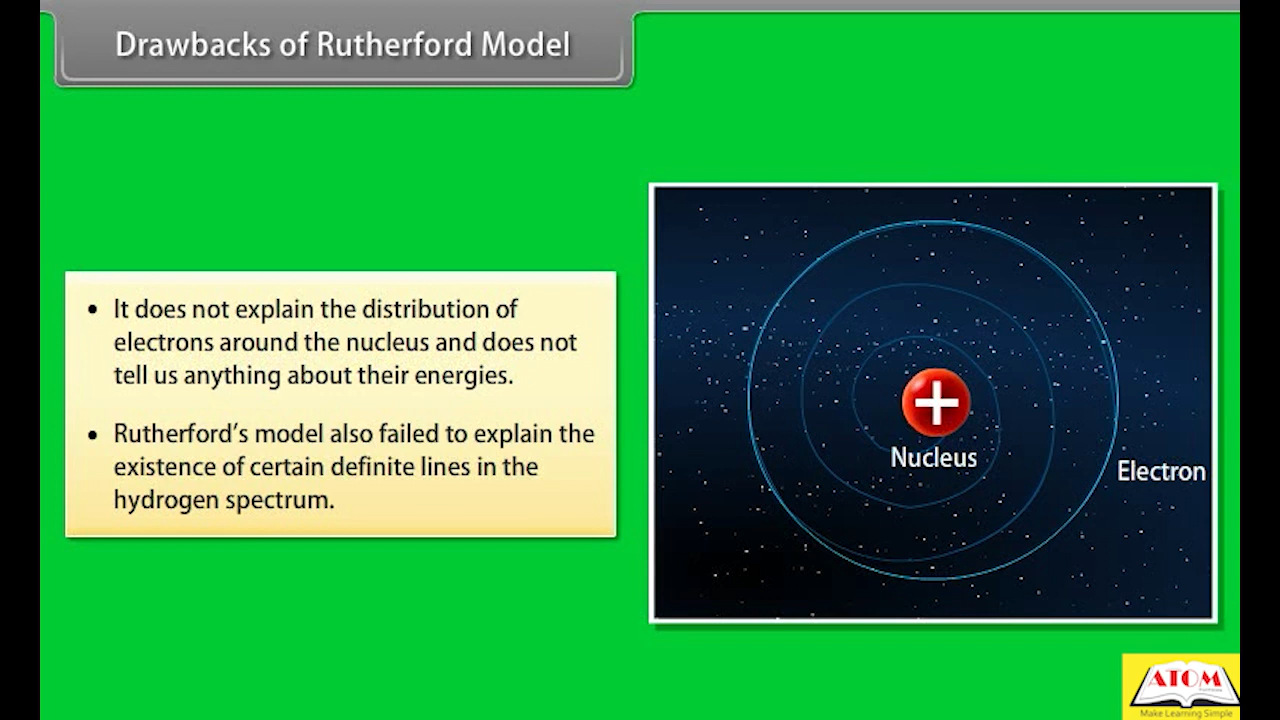 Drawbacks of Rutherford Model
• It does not explain the distribution of
electrons around the nucleus and does not
tell us anything about their energies.
• Rutherford's model also failed to explain the
existence of certain definite lines in the
hydrogen spectrum.
Nucleus
Electron
ATOM
Make Learning Simple